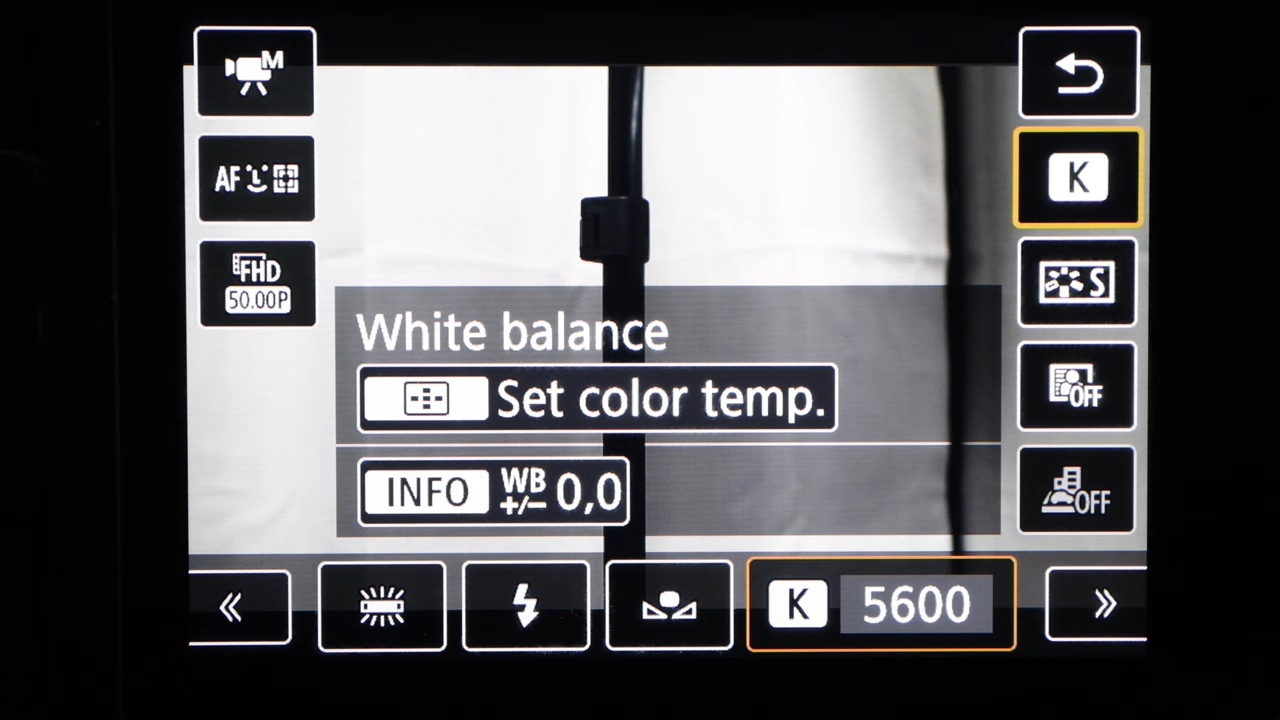 M
AF
FHD
50.00P
K
S
OFF
OFF
White balance
Set color temp.
INFO WB +/- 0,0
K 5600